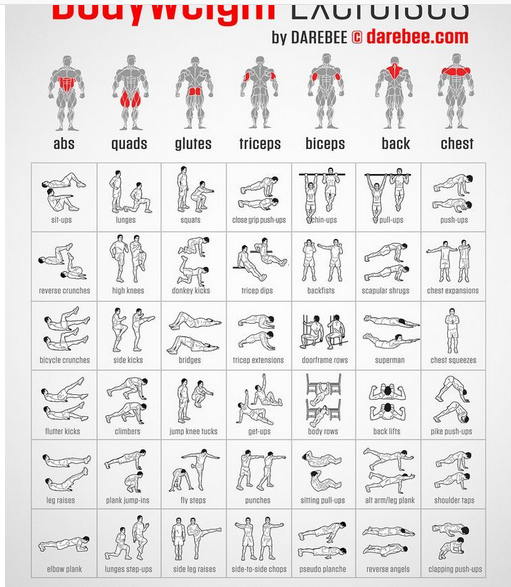 Bodyweight EXERCISES
by DAREBEE © darebee.com
abs quads glutes triceps biceps back chest
sit-ups lunges squats close grip push-ups chin-ups pull-ups push-ups
reverse crunches high knees donkey kicks tricep dips backfists scapular shrugs chest expansions
bicycle crunches side kicks bridges tricep extensions doorframe rows superman chest squeezes
flutter kicks climbers jump knee tucks get-ups body rows back lifts pike push-ups
leg raises plank jump-ins fly steps punches sitting pull-ups alt arm/leg plank shoulder taps
elbow plank lunges step-ups side leg raises side-to-side chops pseudo planche reverse angels clapping push-ups